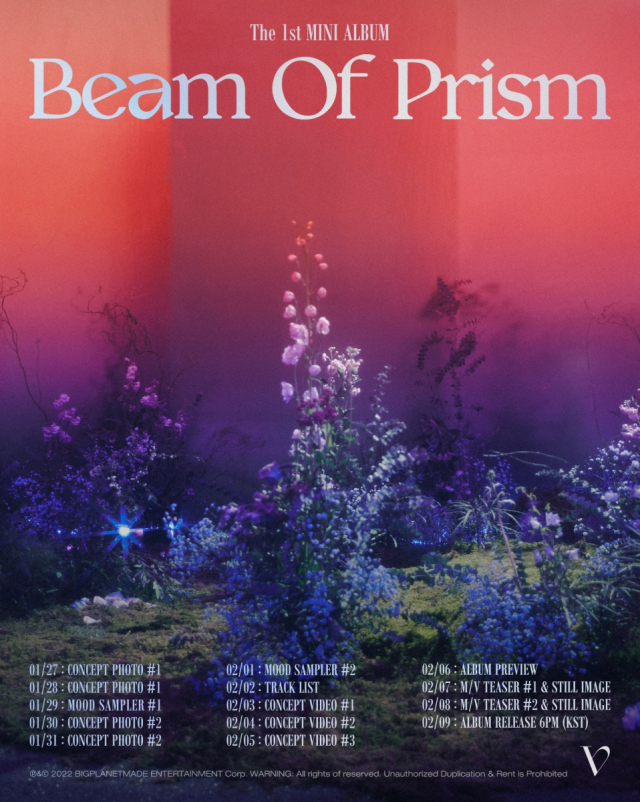 The 1st MINI ALBUM
Beam Of Prism
01/27 : CONCEPT PHOTO #1
01/28 : CONCEPT PHOTO #1
01/29 : MOOD SAMPLER #1
01/30 : CONCEPT PHOTO #2
01/31 : CONCEPT PHOTO #2
02/01 : MOOD SAMPLER #2
02/02 : TRACK LIST
02/03 : CONCEPT VIDEO #1
02/04 : CONCEPT VIDEO #2
02/05 : CONCEPT VIDEO #3
02/06 : ALBUM PREVIEW
02/07 : M/V TEASER #1 & STILL IMAGE
02/08 : M/V TEASER #2 & STILL IMAGE
02/09 : ALBUM RELEASE 6PM (KST)
V
℗&© 2022 BIGPLANETMADE ENTERTAINMENT Corp. WARNING: All rights of reserved. Unauthorized Duplication & Rent is Prohibited